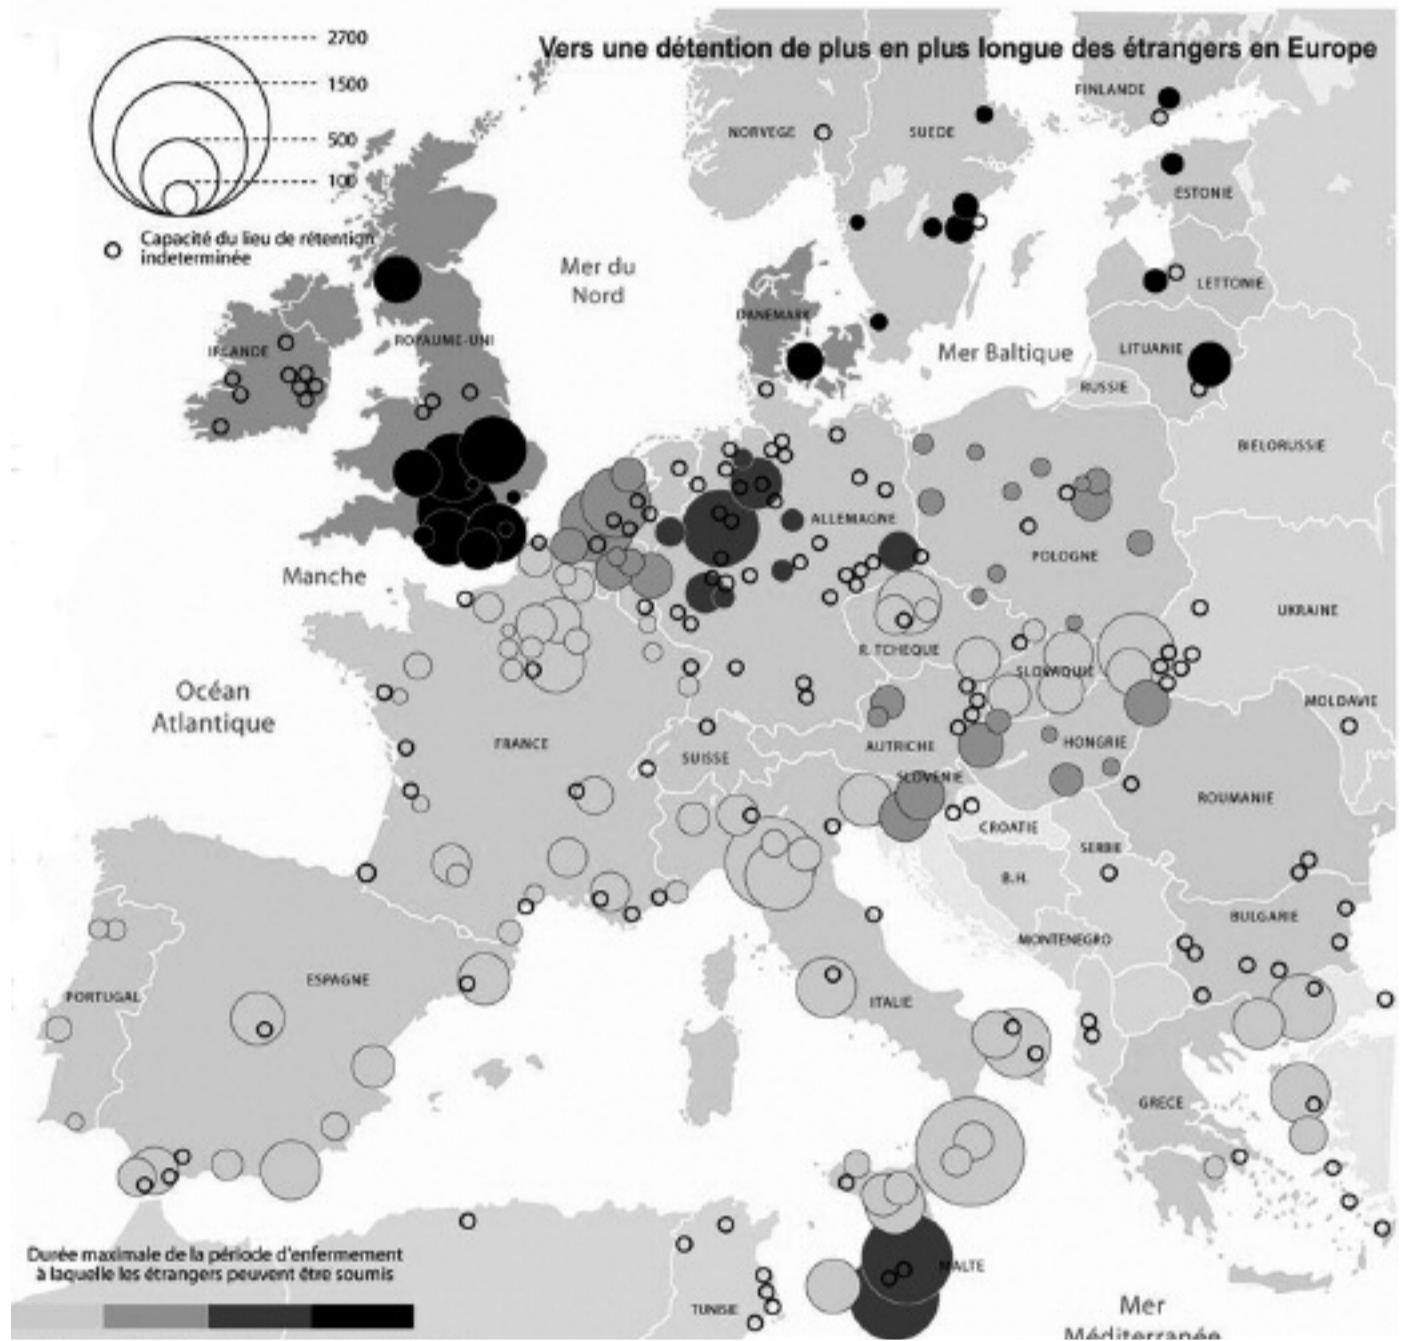 Vers une détention de plus en plus longue des étrangers en Europe
2700
1500
500
100
Capacité du lieu de rétention
indeterminée
FINLANDE
NORVEGE
SUEDE
ESTONIE
LETTONIE
Mer du
Nord
DANEMARK
IRLANDE
ROYAUME-UNI
Mer Baltique
LITUANIE
RUSSIE
BIELORUSSIE
ALLEMAGNE
POLOGNE
Manche
UKRAINE
R. TCHEQUE
SLOVAQUIE
Océan
Atlantique
MOLDAVIE
FRANCE
SUISSE
AUTRICHE
HONGRIE
SLOVENIE
ROUMANIE
CROATIE
SERBIE
B.H.
BULGARIE
MONTENEGRO
ESPAGNE
PORTUGAL
ITALIE
GRECE
Durée maximale de la période d'enfermement
à laquelle les étrangers peuvent être soumis
MALTE
TUNISIE
Mer
Méditerranée